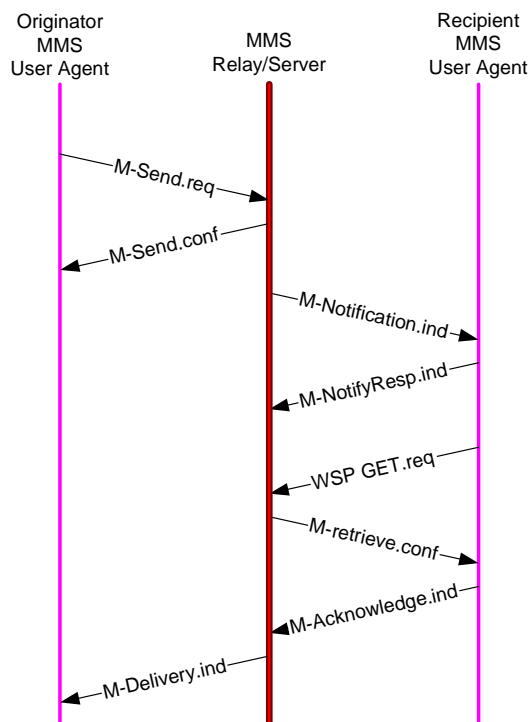 Originator
MMS
User Agent
MMS
Relay/Server
Recipient
MMS
User Agent
M-Send.req
M-Send.conf
M-Notification.ind
M-NotifyResp.ind
WSP GET.req
M-retrieve.conf
M-Acknowledge.ind
M-Delivery.ind